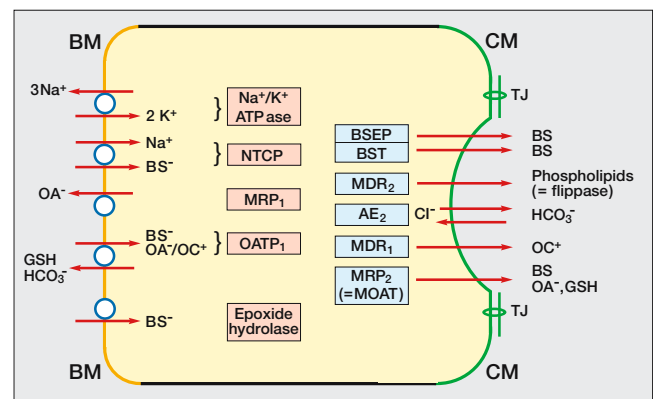 BM
CM
3Na⁺
2 K⁺
} Na⁺/K⁺
ATPase
TJ
Na⁺
BS⁻
} NTCP
BSEP
BST
BS
BS
OA⁻
MRP₁
MDR₂
Phospholipids
(= flippase)
AE₂
Cl⁻
HCO₃⁻
BS⁻
OA⁻/OC⁺
} OATP₁
GSH
HCO₃⁻
MDR₁
OC⁺
MRP₂
(=MOAT)
BS
OA⁻,GSH
BS⁻
Epoxide
hydrolase
TJ
BM
CM